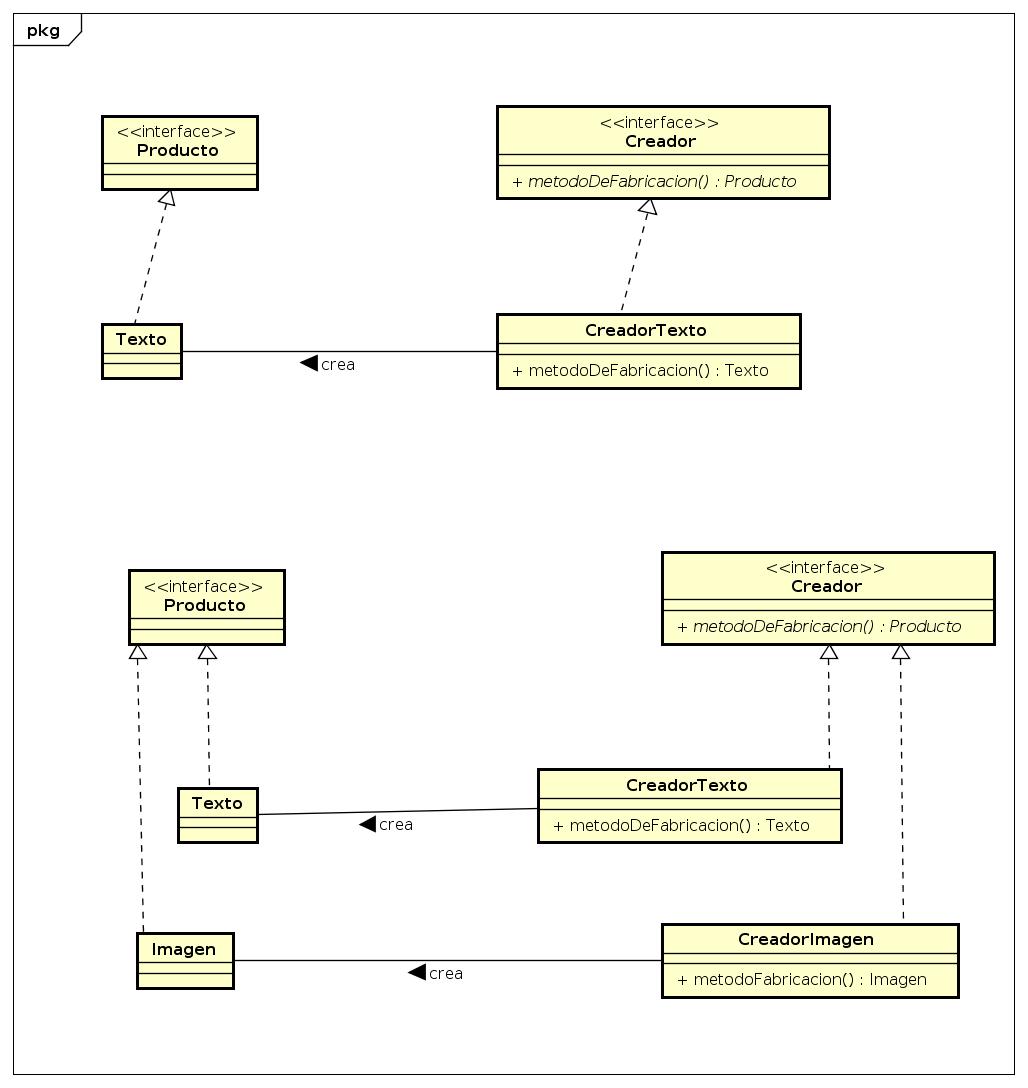 pkg
<<interface>>
Producto
<<interface>>
Creador
+ metodoDeFabricacion() : Producto
Texto
crea
CreadorTexto
+ metodoDeFabricacion() : Texto
<<interface>>
Producto
<<interface>>
Creador
+ metodoDeFabricacion() : Producto
Texto
crea
CreadorTexto
+ metodoDeFabricacion() : Texto
Imagen
crea
CreadorImagen
+ metodoFabricacion() : Imagen